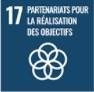 17 PARTENARIATS POUR
LA RÉALISATION
DES OBJECTIFS